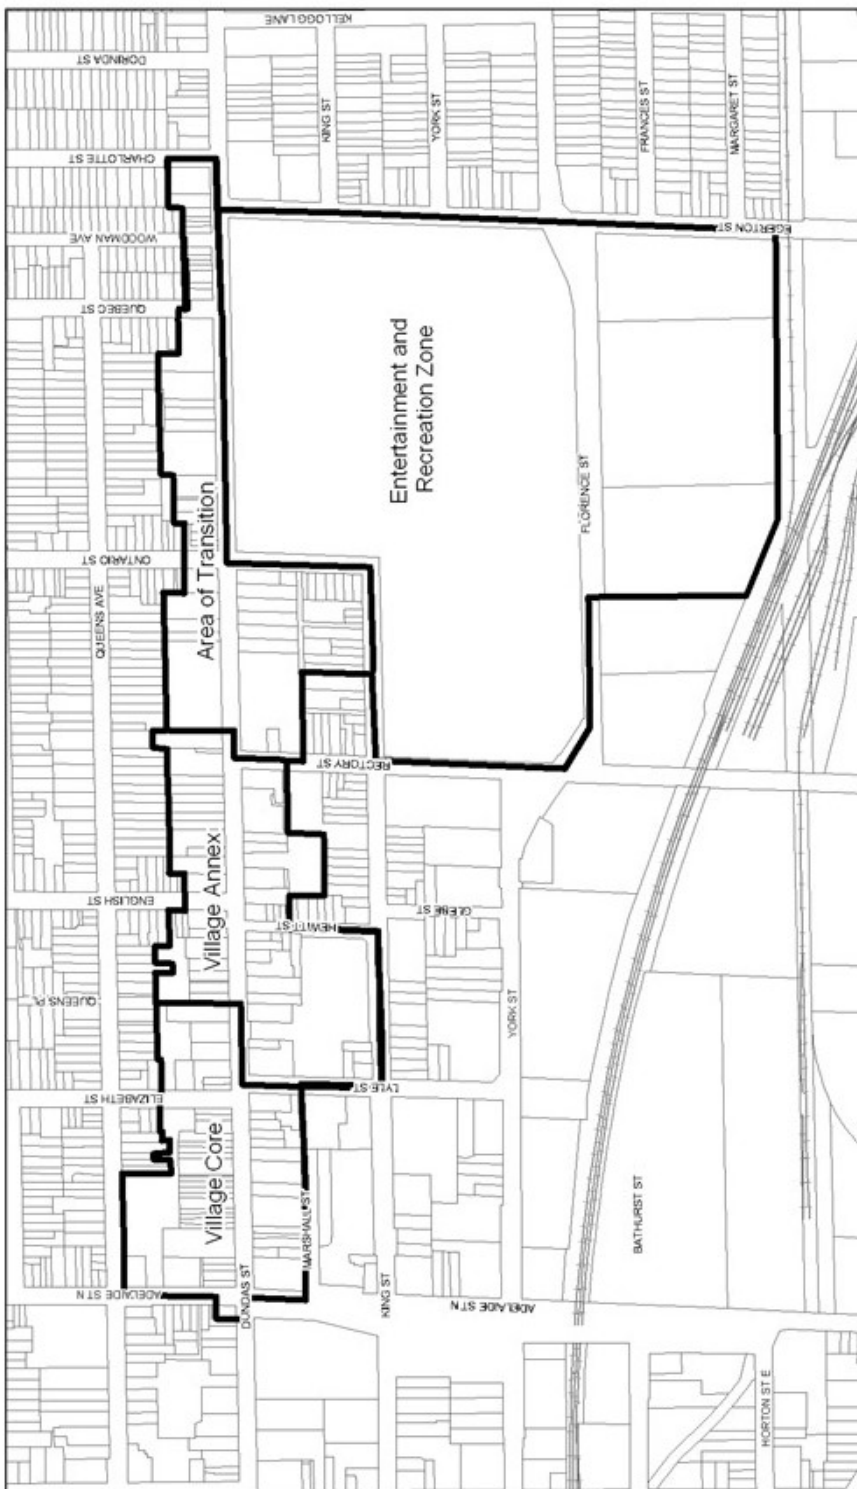 KELLOGG LANE
DORINDA ST
KING ST
YORK ST
FRANCES ST
MARGARET ST
CHARLOTTE ST
WOODMAN AVE
EGERTON ST
QUEBEC ST
Entertainment and
Recreation Zone
FLORENCE ST
Area of Transition
ONTARIO ST
QUEENS AVE
RECTORY ST
Village Annex
ENGLISH ST
HEWITT ST
GLEBE ST
QUEENS PL
YORK ST
LYLE ST
ELIZABETH ST
Village Core
MARSHALL ST
BATHURST ST
ADELAIDE ST N
DUNDAS ST
KING ST
ADELAIDE ST N
HORTON ST E